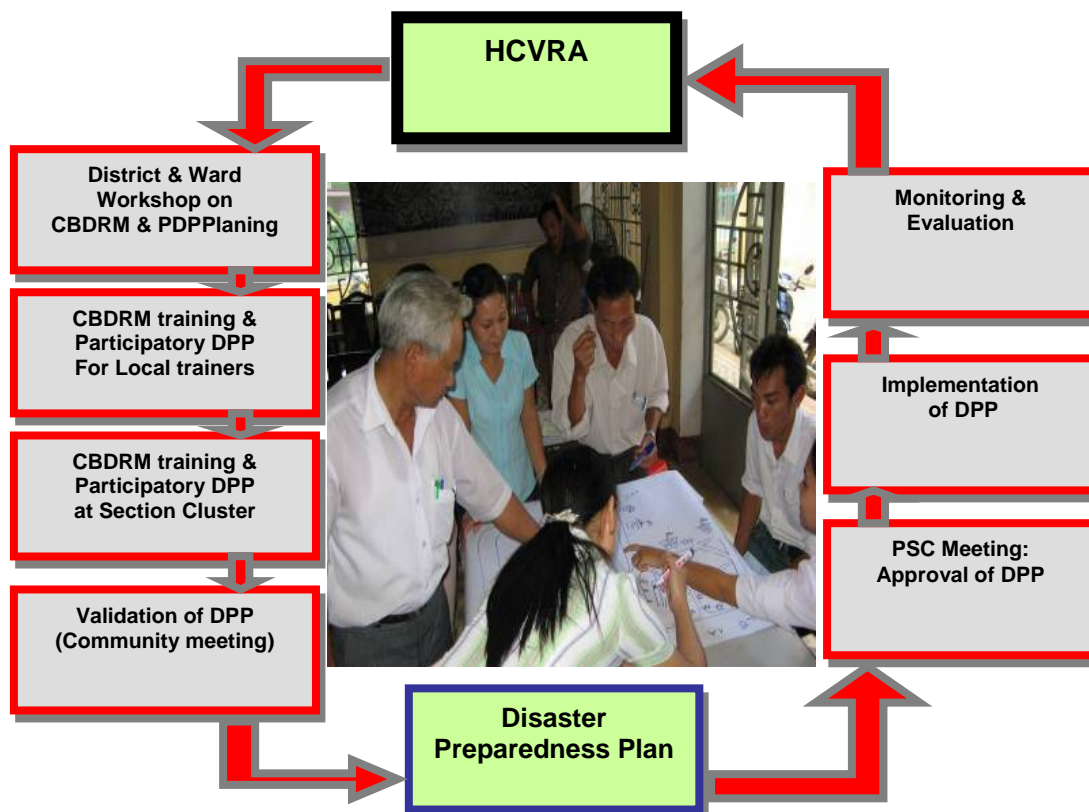 HCVRA
District & Ward
Workshop on
CBDRM & PDPPlaning
CBDRM training &
Participatory DPP
For Local trainers
CBDRM training &
Participatory DPP
at Section Cluster
Validation of DPP
(Community meeting)
Disaster
Preparedness Plan
PSC Meeting:
Approval of DPP
Implementation
of DPP
Monitoring &
Evaluation